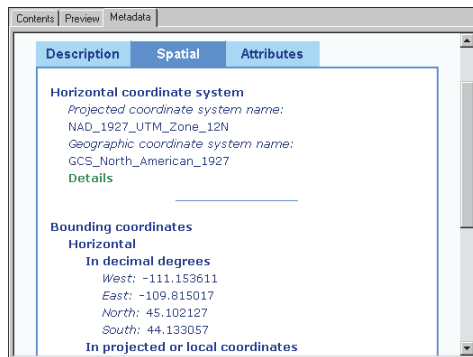 Contents Preview Metadata
Description Spatial Attributes
Horizontal coordinate system
Projected coordinate system name:
NAD_1927_UTM_Zone_12N
Geographic coordinate system name:
GCS_North_American_1927
Details
Bounding coordinates
Horizontal
In decimal degrees
West: -111.153611
East: -109.815017
North: 45.102127
South: 44.133057
In projected or local coordinates